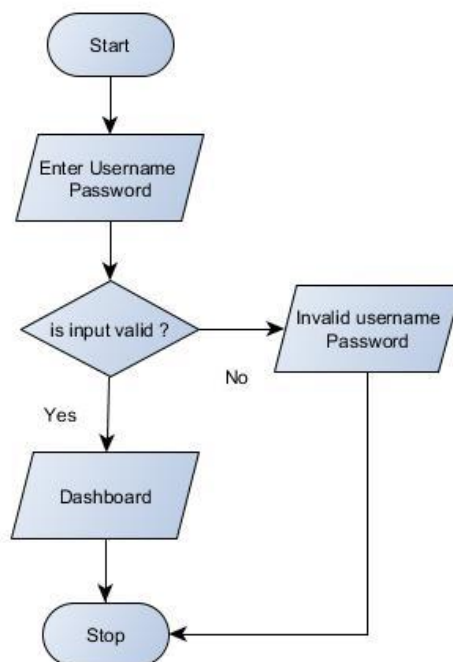 Start
Enter Username
Password
is input valid ?
Invalid username
Password
No
Yes
Dashboard
Stop